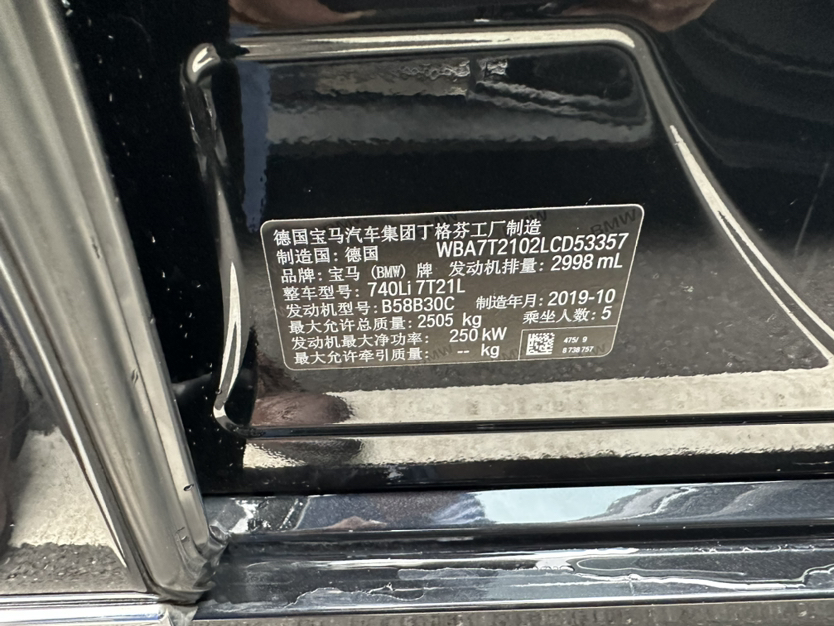 德国宝马汽车集团丁格芬工厂制造
制造国: 德国 WBA7T2102LCD53357
品牌: 宝马 (BMW) 牌 发动机排量: 2998 mL
整车型号: 740Li 7T21L
发动机型号: B58B30C 制造年月: 2019-10
最大允许总质量: 2505 kg 乘坐人数: 5
发动机最大净功率: 250 kW
最大允许牵引质量: -- kg
475/ 9
8 738 757